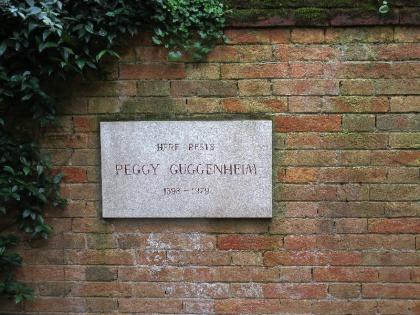 HERE RESTS
PEGGY GUGGENHEIM
1898 - 1979